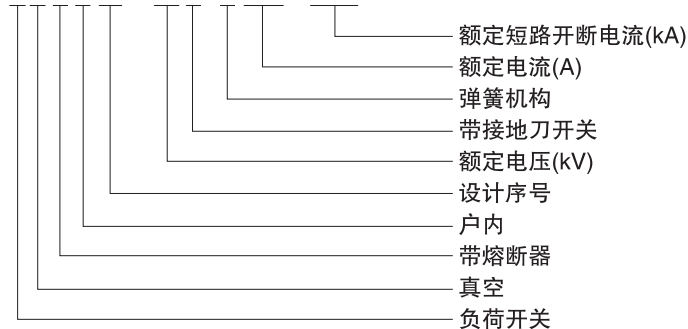 额定短路开断电流(kA)
额定电流(A)
弹簧机构
带接地刀开关
额定电压(kV)
设计序号
户内
带熔断器
真空
负荷开关